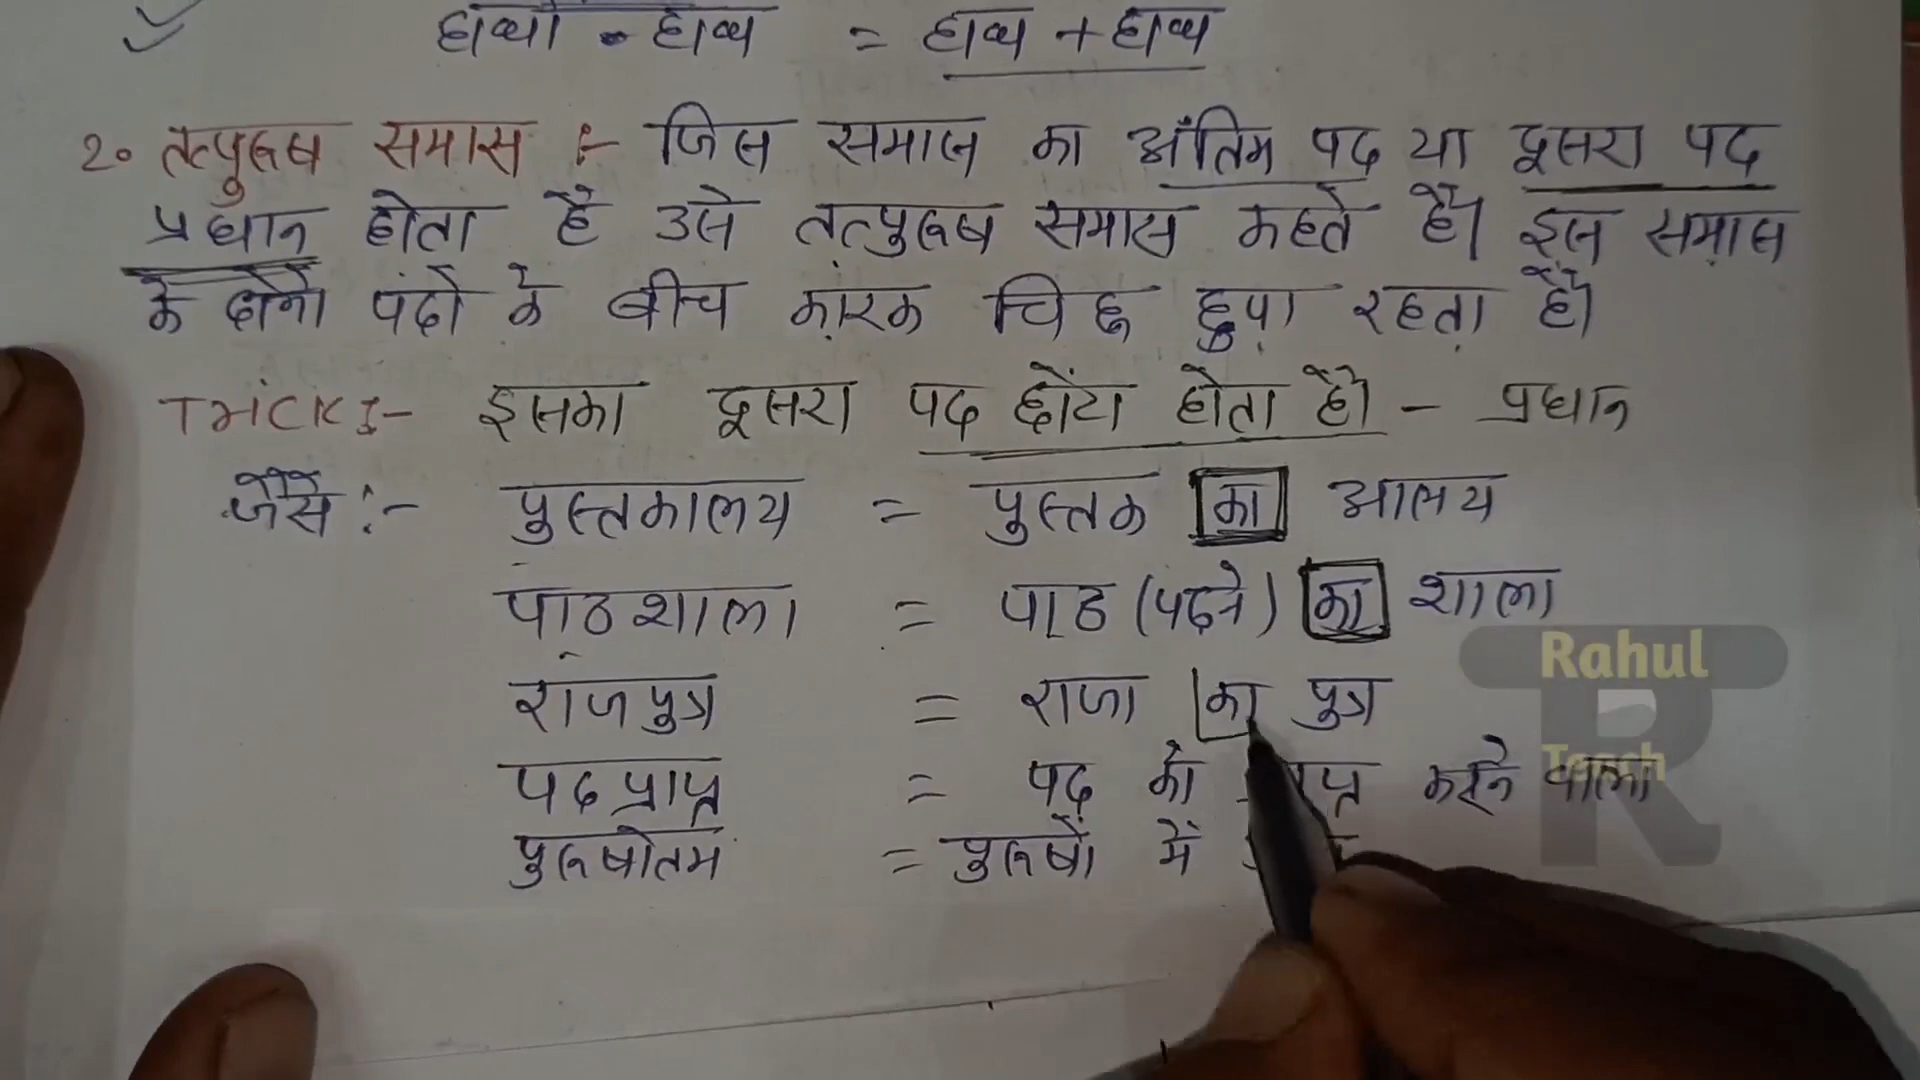 हाथों - हाथ = हाथ + हाथ
2. तत्पुरूष समास :- जिस समास का अंतिम पद या दूसरा पद
प्रधान होता है उसे तत्पुरूष समास कहते हैं। इस समास
के दोनो पदों के बीच कारक चिह्न छुपा रहता है।
Trick :- इसका दूसरा पद छोटा होता है। - प्रधान
जैसे :- पुस्तकालय = पुस्तक का आलय
पाठशाला = पाठ (पढ़ने) का शाला
राजपुत्र = राजा का पुत्र
पदप्राप्त = पद को करने वाला
पुरूषोतम = पुरूषों में
Rahul
R
Teach